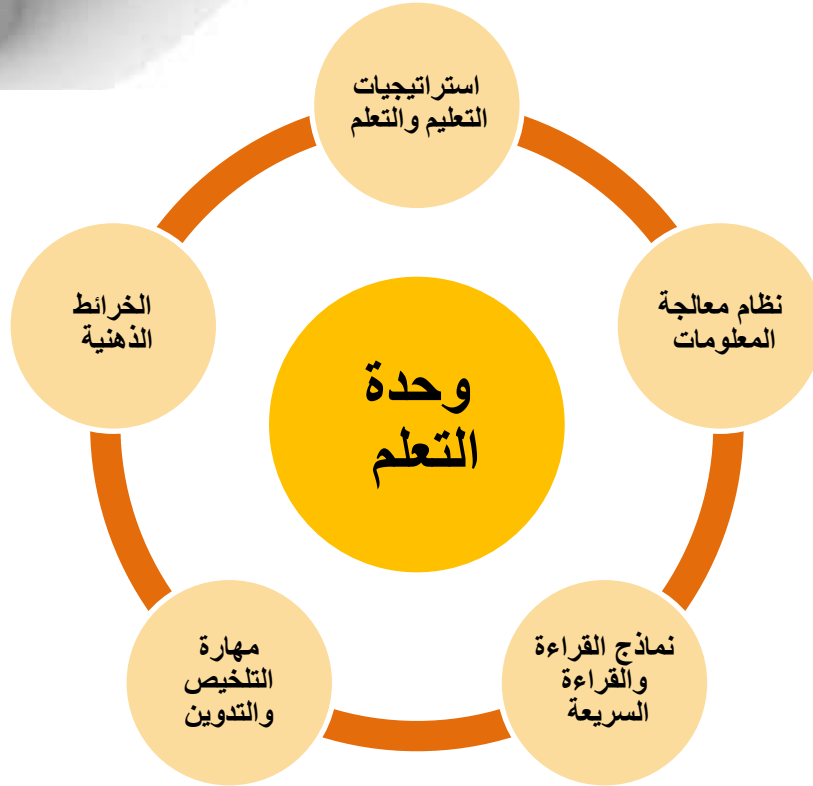 استراتيجيات
التعليم والتعلم
نظام معالجة
المعلومات
نماذج القراءة
والقراءة
السريعة
مهارة
التلخيص
والتدوين
الخرائط
الذهنية
وحدة
التعلم